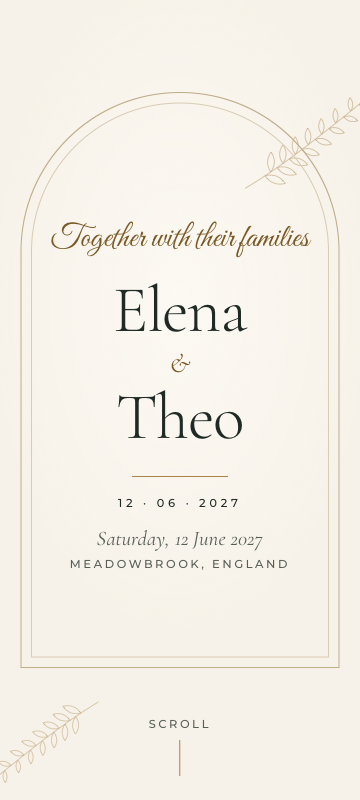 Together with their families
Elena
&
Theo
12 · 06 · 2027
Saturday, 12 June 2027
MEADOWBROOK, ENGLAND
SCROLL